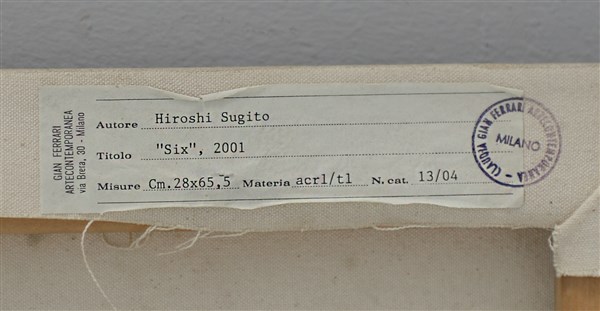 GIAN FERRARI
ARTECONTEMPORANEA
via Brera, 30 - Milano
Autore Hiroshi Sugito
Titolo "Six", 2001
Misure Cm.28x65,5 Materia acrl/tl N. cat. 13/04
CLAUDIA GIAN FERRARI ARTECONTEMPORANEA -
MILANO